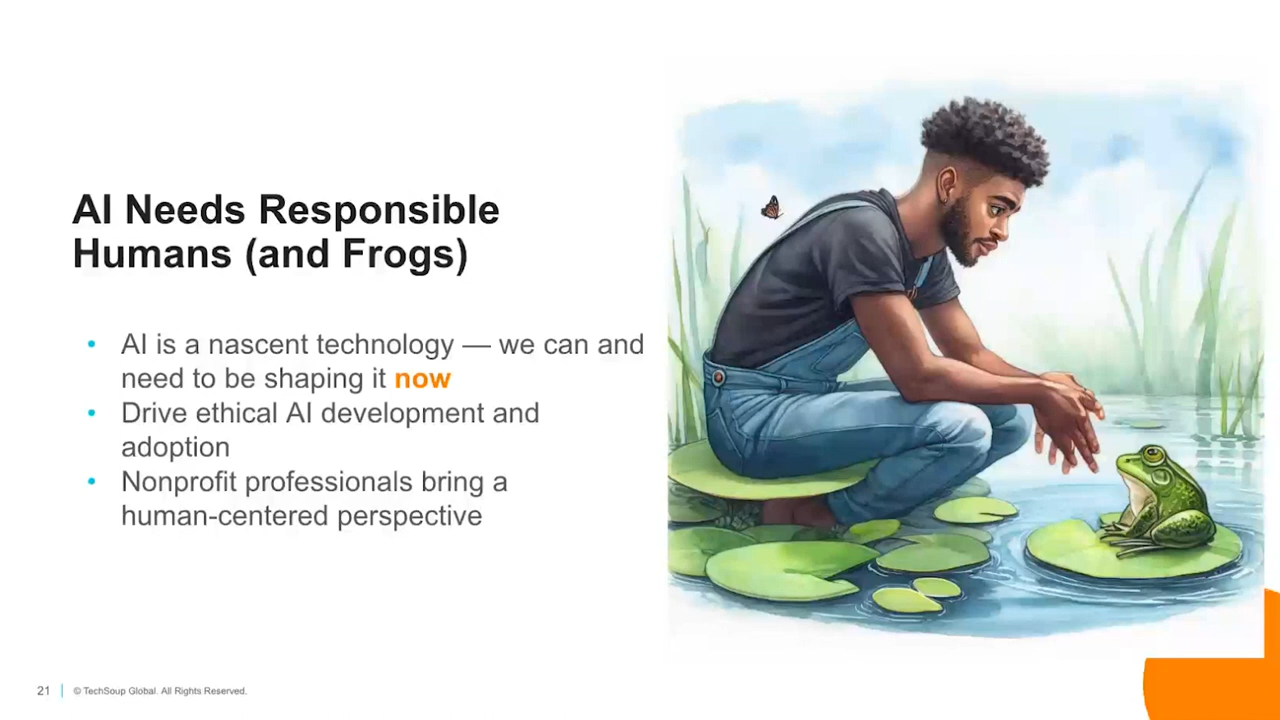 AI Needs Responsible
Humans (and Frogs)
• AI is a nascent technology — we can and
need to be shaping it now
• Drive ethical AI development and
adoption
• Nonprofit professionals bring a
human-centered perspective
21 | © TechSoup Global. All Rights Reserved.